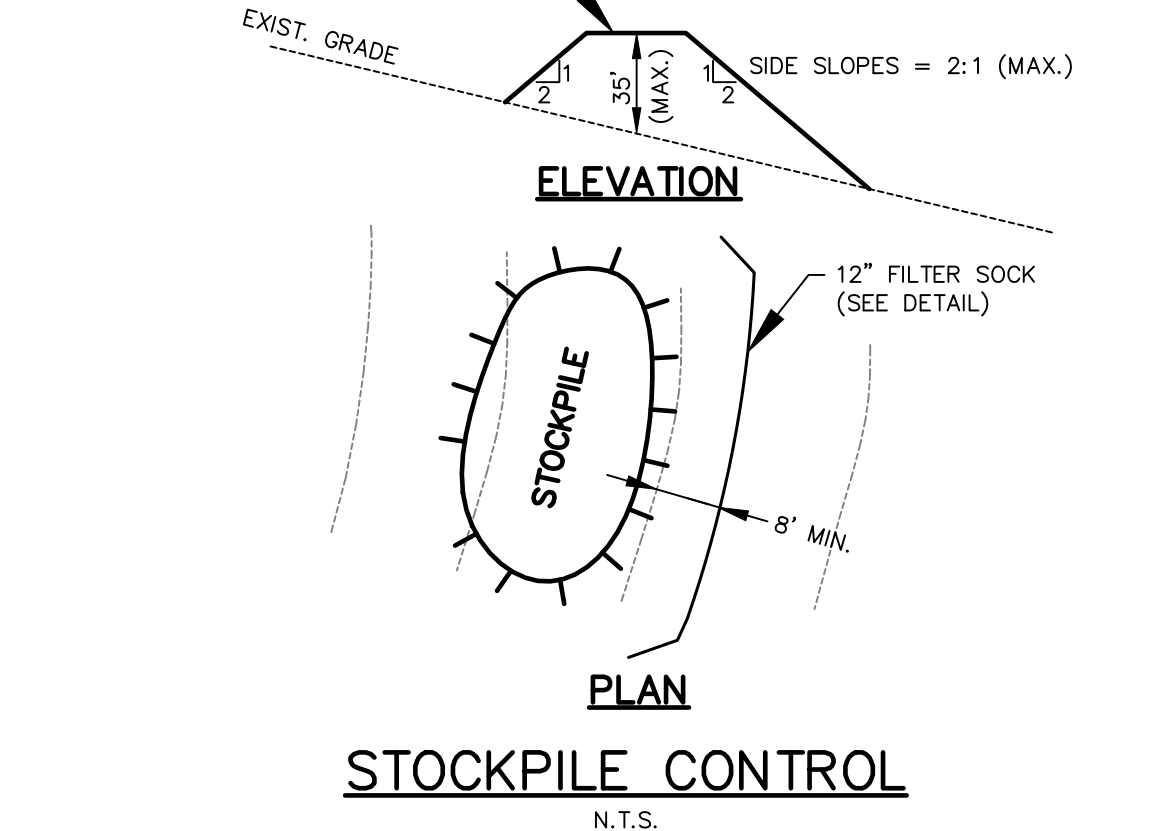 EXIST. GRADE
1
2
35'
(MAX.)
1
2
SIDE SLOPES = 2:1 (MAX.)
ELEVATION
12" FILTER SOCK
(SEE DETAIL)
STOCKPILE
8' MIN.
PLAN
STOCKPILE CONTROL
N.T.S.